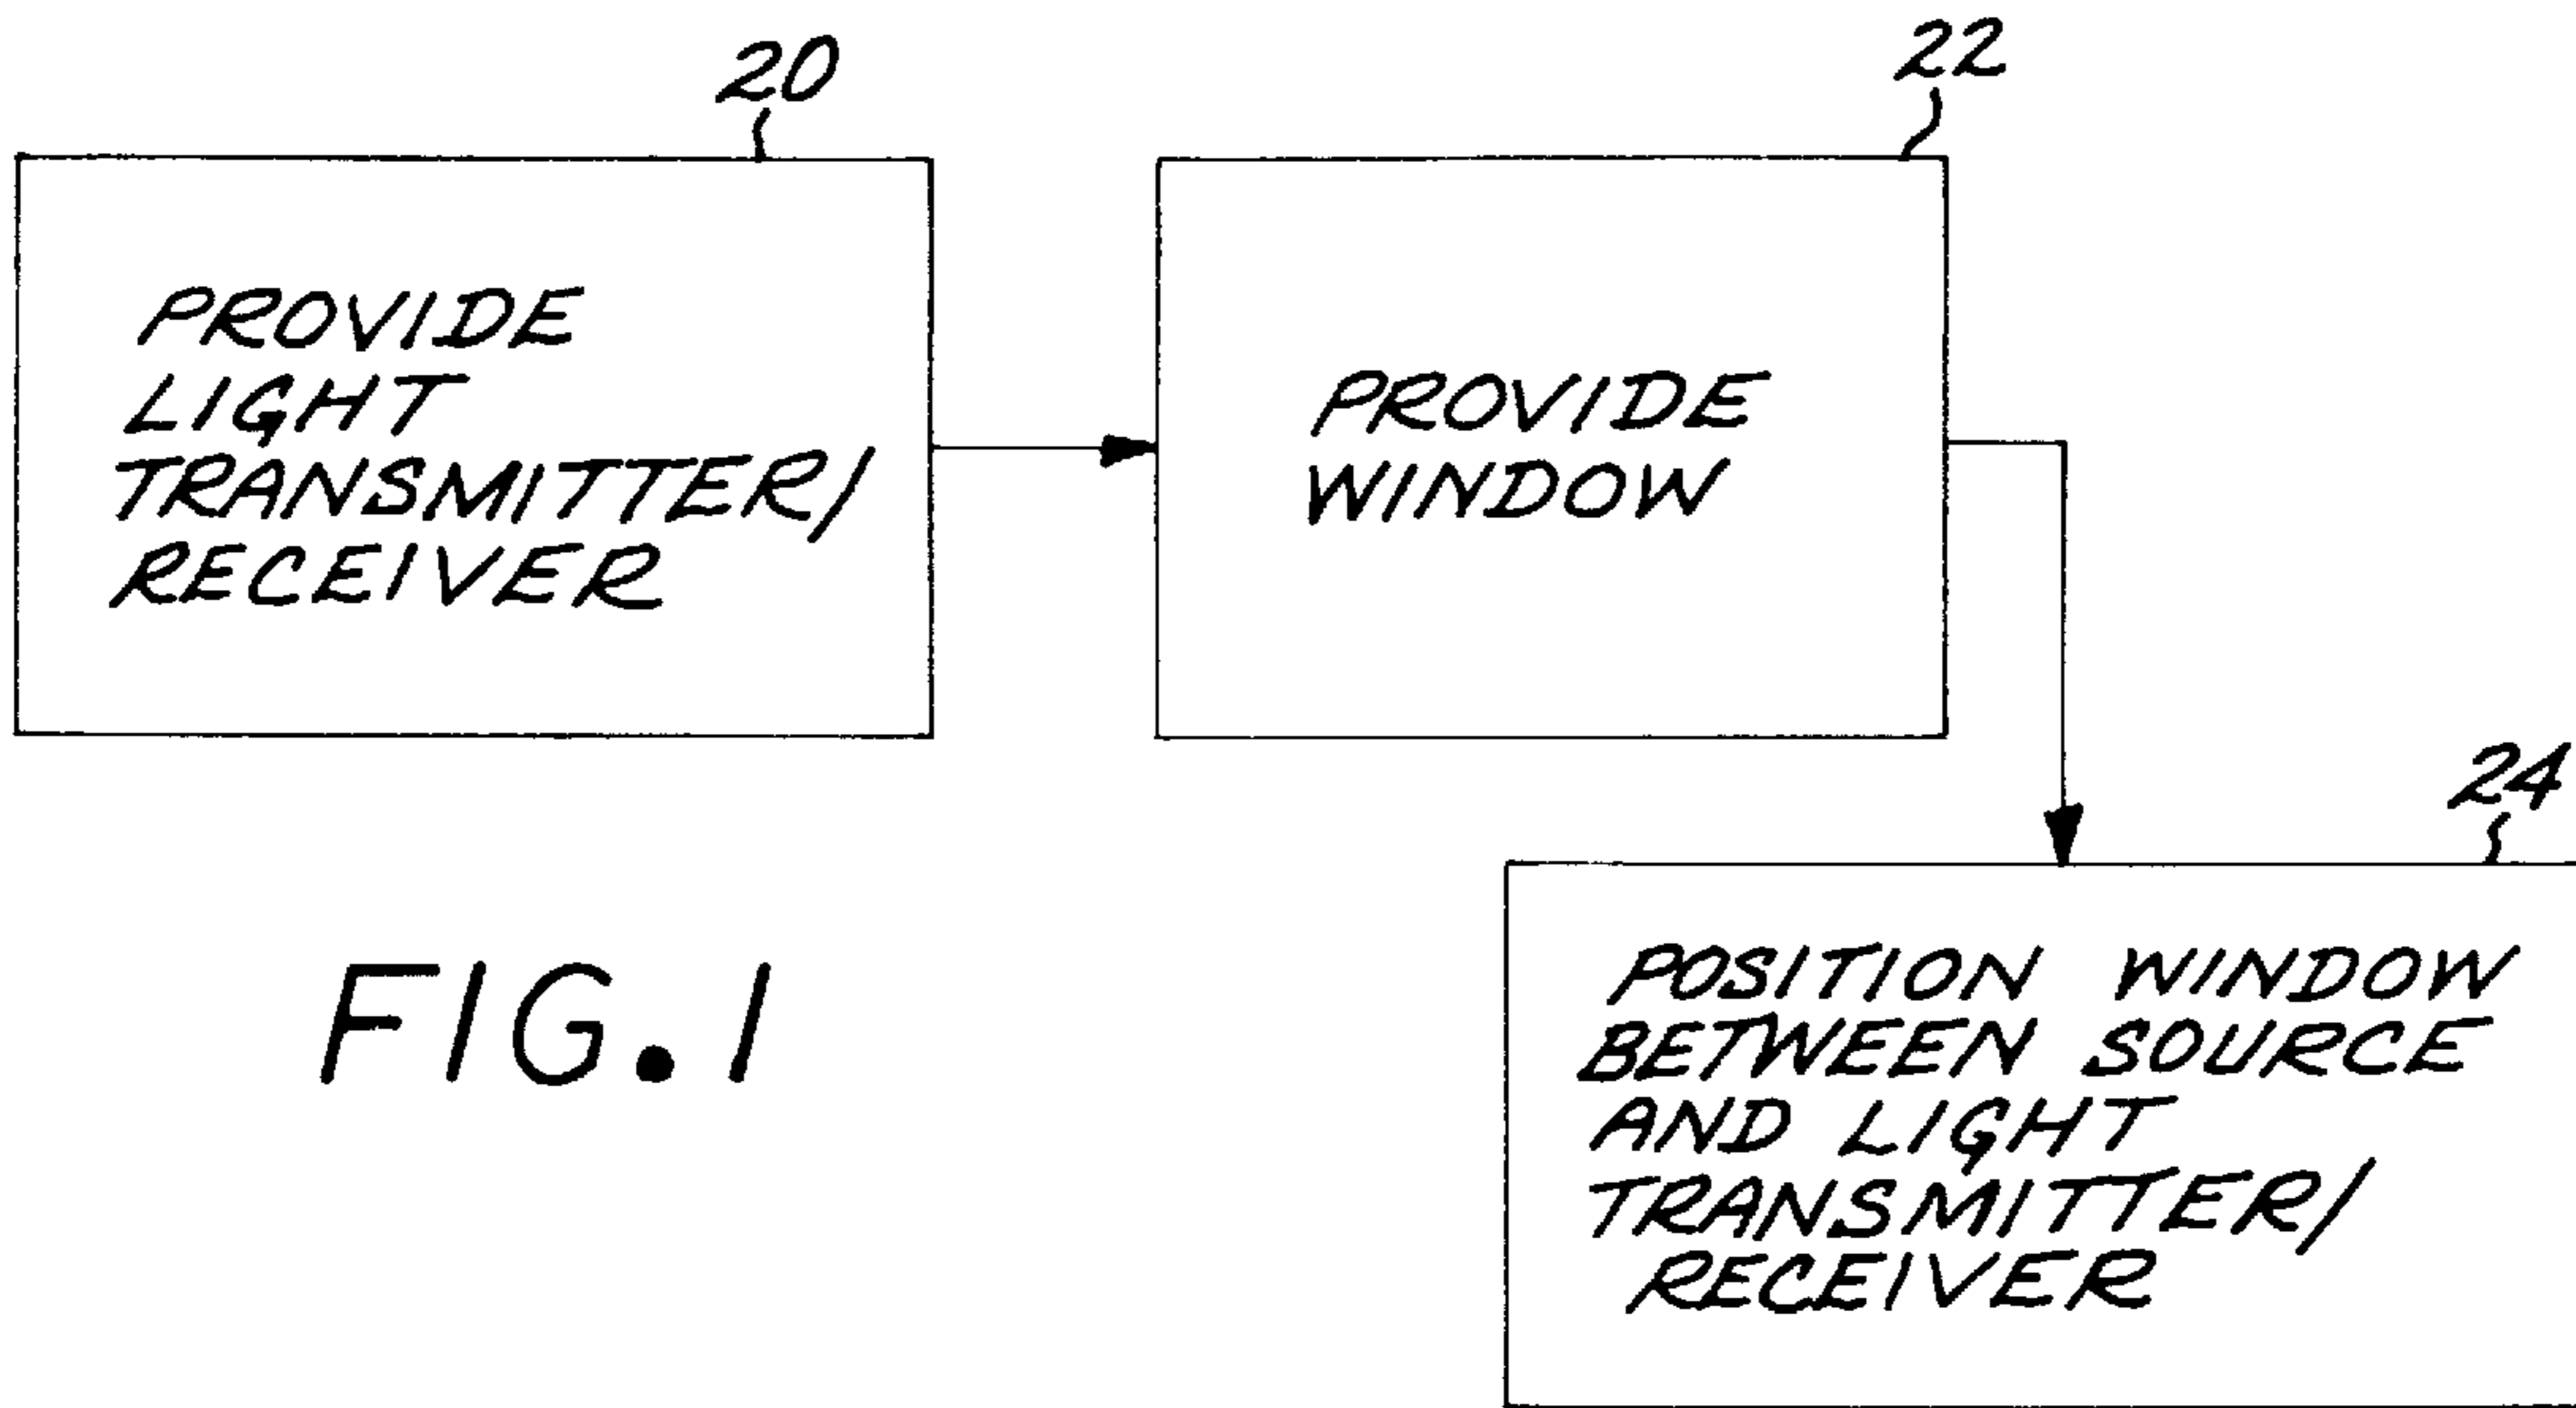 20
PROVIDE
LIGHT
TRANSMITTER/
RECEIVER
22
PROVIDE
WINDOW
24
POSITION WINDOW
BETWEEN SOURCE
AND LIGHT
TRANSMITTER/
RECEIVER
FIG. 1